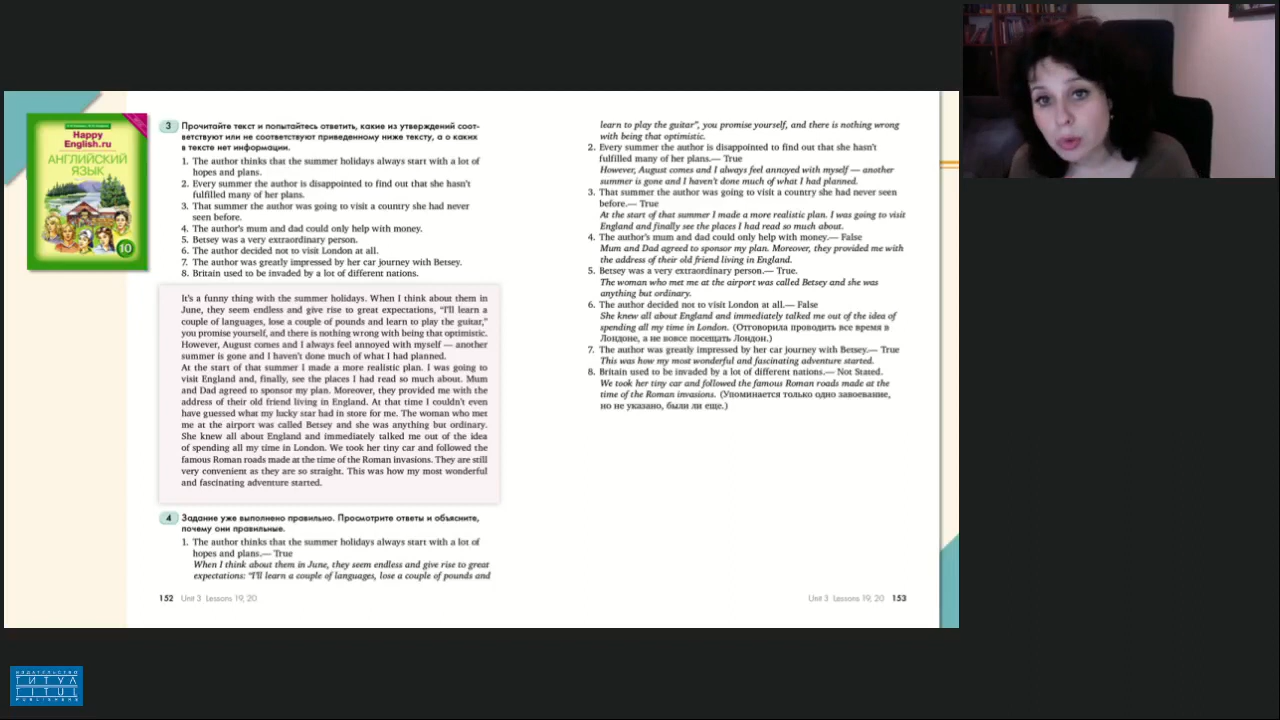 Happy
English.ru
АНГЛИЙСКИЙ
ЯЗЫК
10
3 Прочитайте текст и попытайтесь ответить, какие из утверждений соот-
ветствуют или не соответствуют приведенному ниже тексту, а о каких
в тексте нет информации.
1. The author thinks that the summer holidays always start with a lot of
hopes and plans.
2. Every summer the author is disappointed to find out that she hasn't
fulfilled many of her plans.
3. That summer the author was going to visit a country she had never
seen before.
4. The author's mum and dad could only help with money.
5. Betsey was a very extraordinary person.
6. The author decided not to visit London at all.
7. The author was greatly impressed by her car journey with Betsey.
8. Britain used to be invaded by a lot of different nations.
It's a funny thing with the summer holidays. When I think about them in
June, they seem endless and give rise to great expectations, "I'll learn a
couple of languages, lose a couple of pounds and learn to play the guitar,"
you promise yourself, and there is nothing wrong with being that optimistic.
However, August comes and I always feel annoyed with myself — another
summer is gone and I haven't done much of what I had planned.
At the start of that summer I made a more realistic plan. I was going to
visit England and, finally, see the places I had read so much about. Mum
and Dad agreed to sponsor my plan. Moreover, they provided me with the
address of their old friend living in England. At that time I couldn't even
have guessed what my lucky star had in store for me. The woman who met
me at the airport was called Betsey and she was anything but ordinary.
She knew all about England and immediately talked me out of the idea
of spending all my time in London. We took her tiny car and followed the
famous Roman roads made at the time of the Roman invasions. They are still
very convenient as they are so straight. This was how my most wonderful
and fascinating adventure started.
4 Задание уже выполнено правильно. Просмотрите ответы и объясните,
почему они правильные.
1. The author thinks that the summer holidays always start with a lot of
hopes and plans.— True
When I think about them in June, they seem endless and give rise to great
expectations: "I'll learn a couple of languages, lose a couple of pounds and
152 Unit 3 Lessons 19, 20
learn to play the guitar", you promise yourself, and there is nothing wrong
with being that optimistic.
2. Every summer the author is disappointed to find out that she hasn't
fulfilled many of her plans.— True
However, August comes and I always feel annoyed with myself — another
summer is gone and I haven't done much of what I had planned.
3. That summer the author was going to visit a country she had never seen
before.— True
At the start of that summer I made a more realistic plan. I was going to visit
England and finally see the places I had read so much about.
4. The author's mum and dad could only help with money.— False
Mum and Dad agreed to sponsor my plan. Moreover, they provided me with
the address of their old friend living in England.
5. Betsey was a very extraordinary person.— True.
The woman who met me at the airport was called Betsey and she was
anything but ordinary.
6. The author decided not to visit London at all.— False
She knew all about England and immediately talked me out of the idea of
spending all my time in London. (Отговорила проводить все время в
Лондоне, а не вовсе посещать Лондон.)
7. The author was greatly impressed by her car journey with Betsey.— True
This was how my most wonderful and fascinating adventure started.
8. Britain used to be invaded by a lot of different nations.— Not Stated.
We took her tiny car and followed the famous Roman roads made at the
time of the Roman invasions. (Упоминается только одно завоевание,
но не указано, были ли еще.)
Unit 3 Lessons 19, 20 153
ИЗДАТЕЛЬСТВО
ТИТУЛ
TITUL
PUBLISHERS